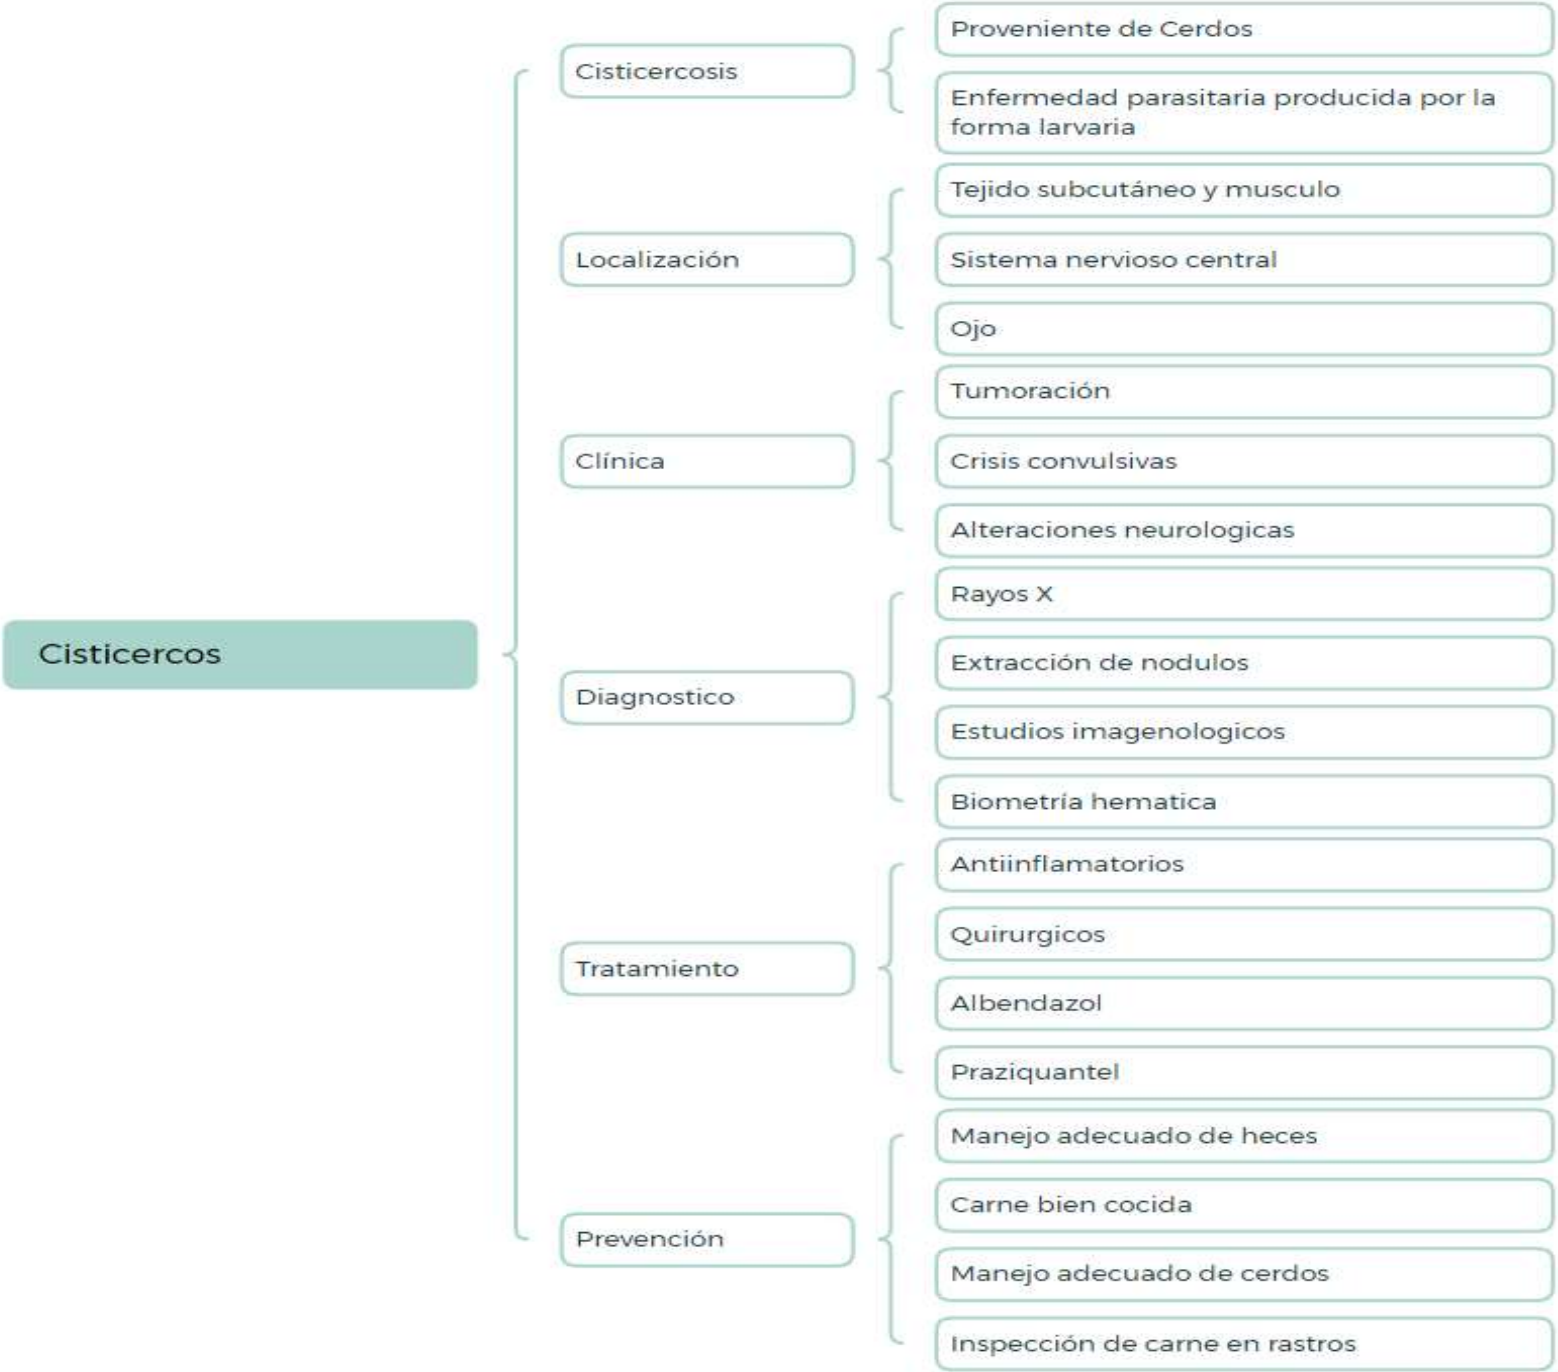 Cisticercos
Cisticercosis
Proveniente de Cerdos
Enfermedad parasitaria producida por la
forma larvaria
Localización
Tejido subcutáneo y musculo
Sistema nervioso central
Ojo
Clínica
Tumoración
Crisis convulsivas
Alteraciones neurologicas
Diagnostico
Rayos X
Extracción de nodulos
Estudios imagenologicos
Biometría hematica
Tratamiento
Antiinflamatorios
Quirurgicos
Albendazol
Praziquantel
Prevención
Manejo adecuado de heces
Carne bien cocida
Manejo adecuado de cerdos
Inspección de carne en rastros